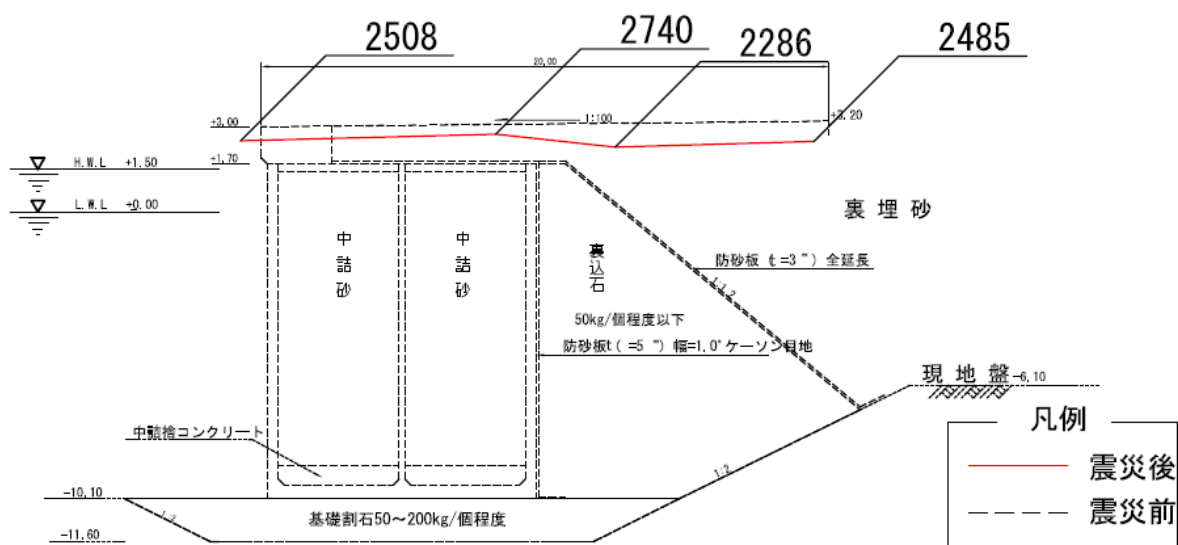 2508
2740
2286
2485
20,00
+3,00
1:100
+3,20
H.W.L +1.50
+1,70
L.W.L +0.00
裏埋砂
中詰砂
中詰砂
裏込石
防砂板 (t=3") 全延長
1:1.2
50kg/個程度以下
防砂板t( =5 ") 幅=1,0° ケーソン目地
現地盤 -6,10
凡例
中詰捨コンクリート
震災後
1:2
-10,10
震災前
基礎割石50～200kg/個程度
-11,60